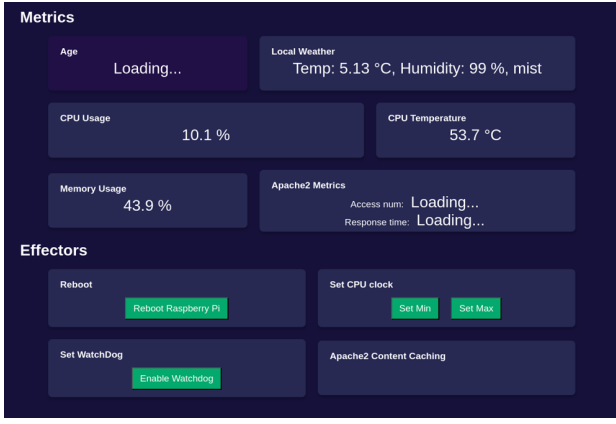 Metrics
Age
Loading...
Local Weather
Temp: 5.13 °C, Humidity: 99 %, mist
CPU Usage
10.1 %
CPU Temperature
53.7 °C
Memory Usage
43.9 %
Apache2 Metrics
Access num: Loading...
Response time: Loading...
Effectors
Reboot
Reboot Raspberry Pi
Set CPU clock
Set Min Set Max
Set WatchDog
Enable Watchdog
Apache2 Content Caching